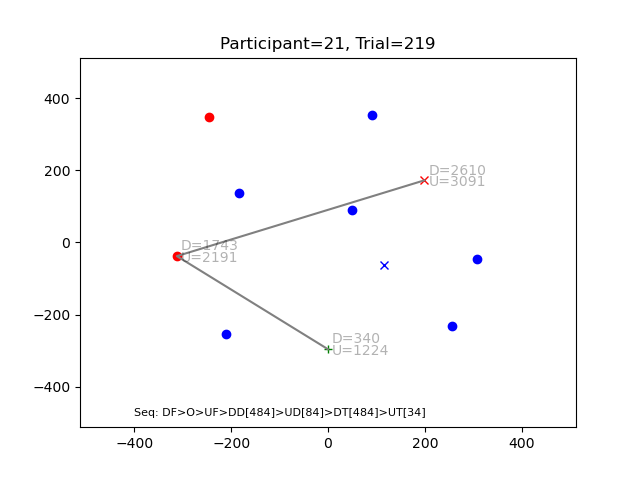 Participant=21, Trial=219
400
200
0
−200
−400
D=2610
U=3091
D=1743
U=2191
D=340
U=1224
Seq: DF>O>UF>DD[484]>UD[84]>DT[484]>UT[34]
−400
−200
0
200
400